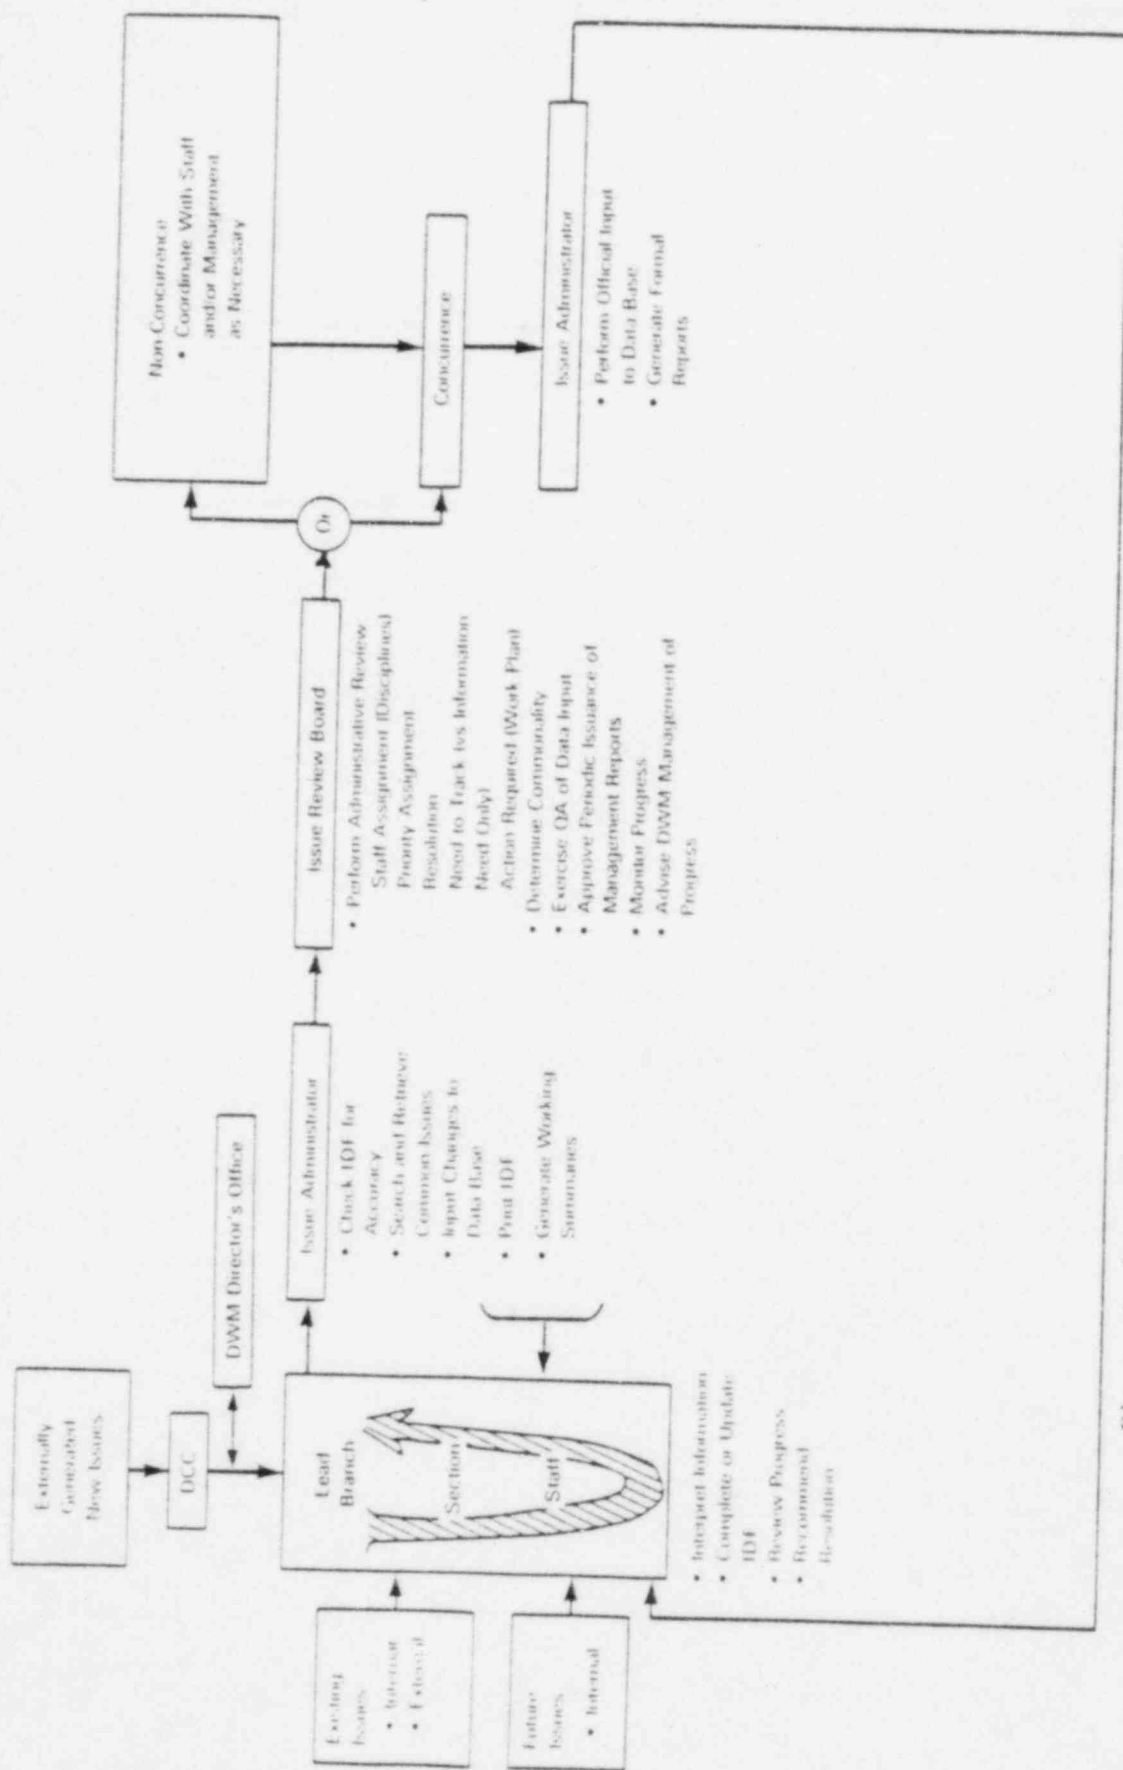 Externally
Generated
New Issues
DCC
DWM Director's Office
Existing
Issues
• Internal
• External
Future
Issues
• Internal
Lead
Branch
Section
Staff
• Interpret Information
• Complete or Update
IDF
• Review Progress
• Recommend
Resolution
Issue Administrator
• Check IDF for
Accuracy
• Search and Retrieve
Common Issues
• Input Changes to
Data Base
• Print IDF
• Generate Working
Summaries
Issue Review Board
• Perform Administrative Review
Staff Assignment (Disciplines)
Priority Assignment
Resolution
Need to Track (vs Information
Need Only)
Action Required (Work Plan)
• Determine Commonality
• Exercise QA of Data Input
• Approve Periodic Issuance of
Management Reports
• Monitor Progress
• Advise DWM Management of
Progress
Or
Non-Concurrence
• Coordinate With Staff
and/or Management
as Necessary
Concurrence
Issue Administrator
• Perform Official Input
to Data Base
• Generate Formal
Reports